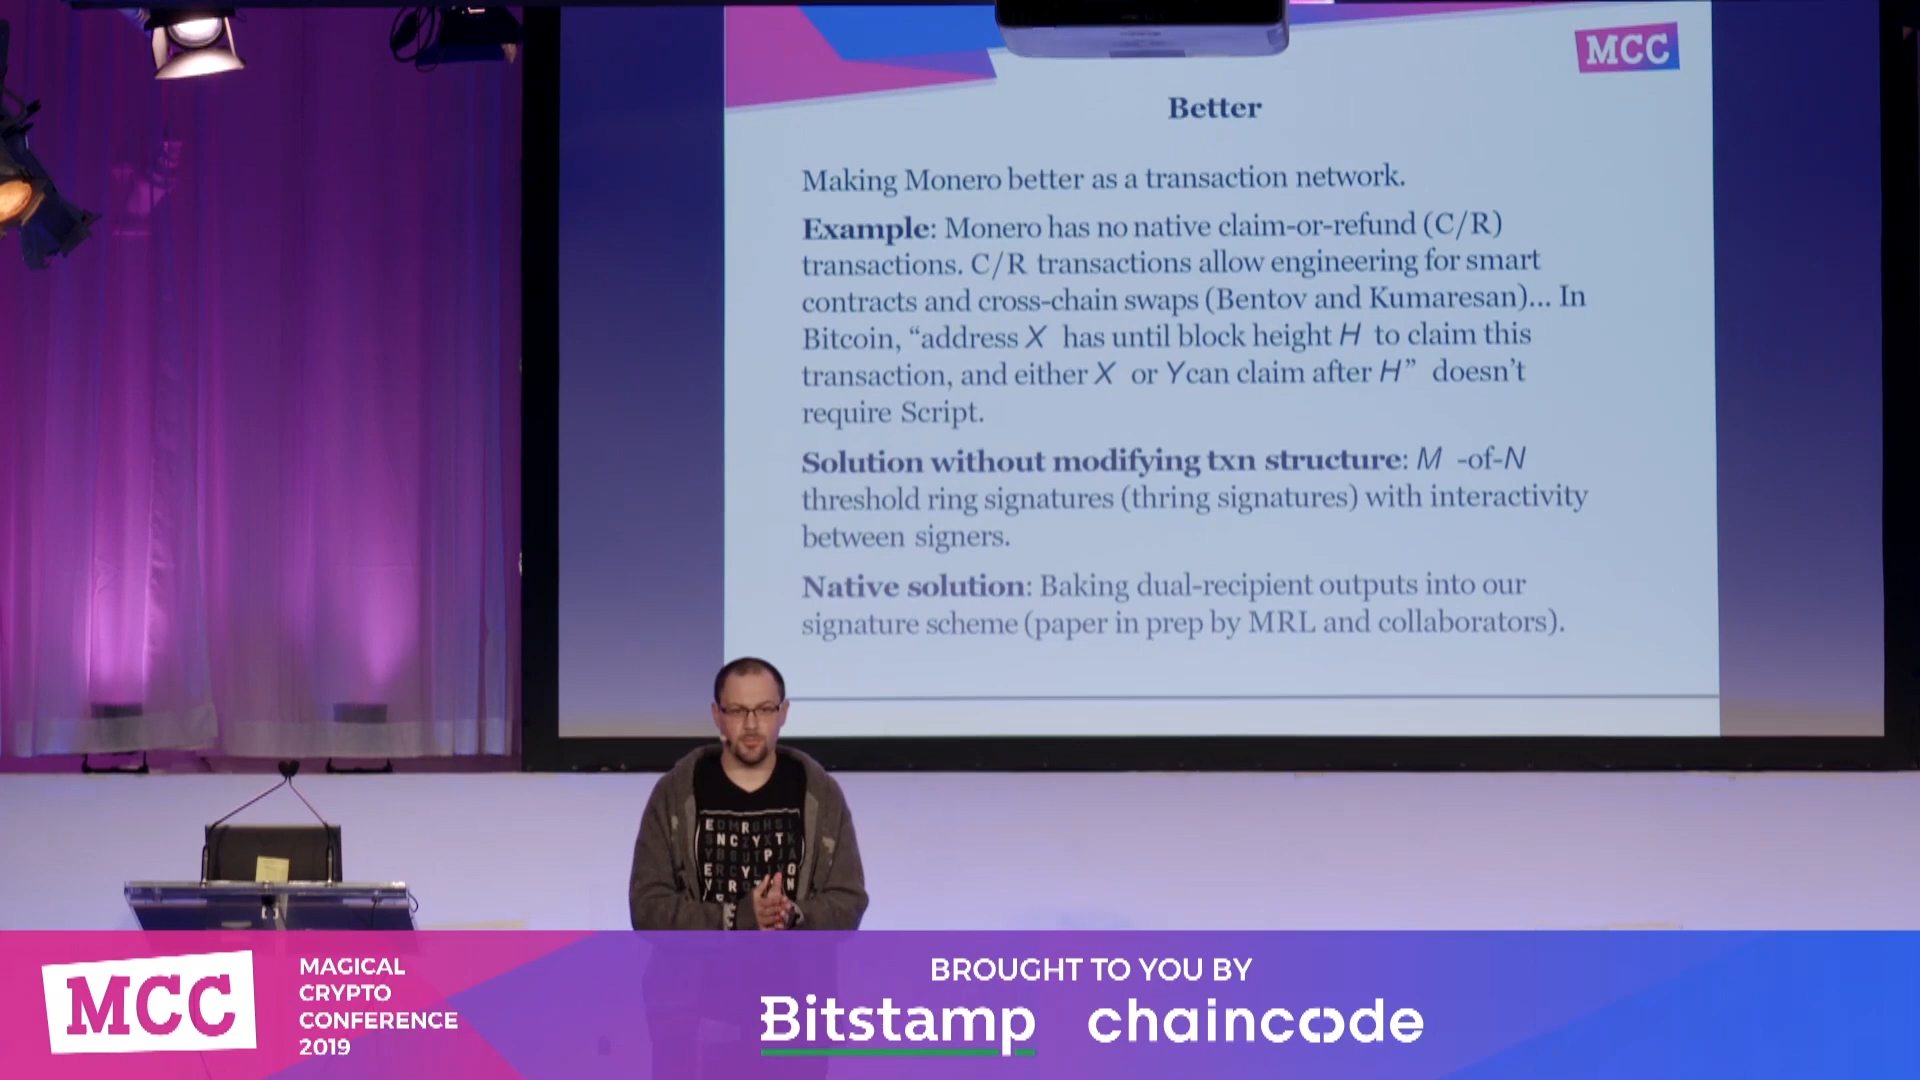 MCC
Better
Making Monero better as a transaction network.
Example: Monero has no native claim-or-refund (C/R)
transactions. C/R transactions allow engineering for smart
contracts and cross-chain swaps (Bentov and Kumaresan)... In
Bitcoin, “address X has until block height H to claim this
transaction, and either X or Y can claim after H” doesn’t
require Script.
Solution without modifying txn structure: M -of-N
threshold ring signatures (thring signatures) with interactivity
between signers.
Native solution: Baking dual-recipient outputs into our
signature scheme (paper in prep by MRL and collaborators).
MCC
MAGICAL
CRYPTO
CONFERENCE
2019
BROUGHT TO YOU BY
Bitstamp chaincode